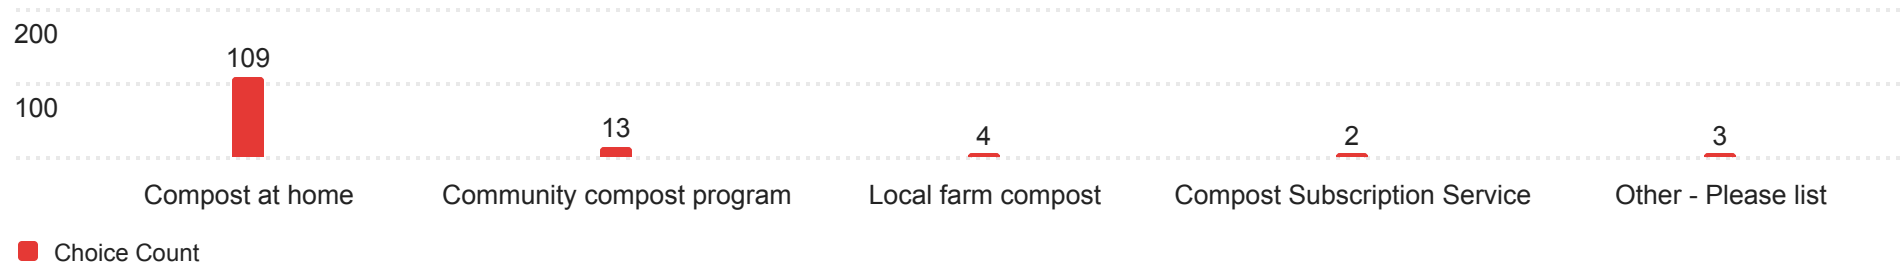 200
109
100
13
4
2
3
Compost at home
Community compost program
Local farm compost
Compost Subscription Service
Other - Please list
Choice Count